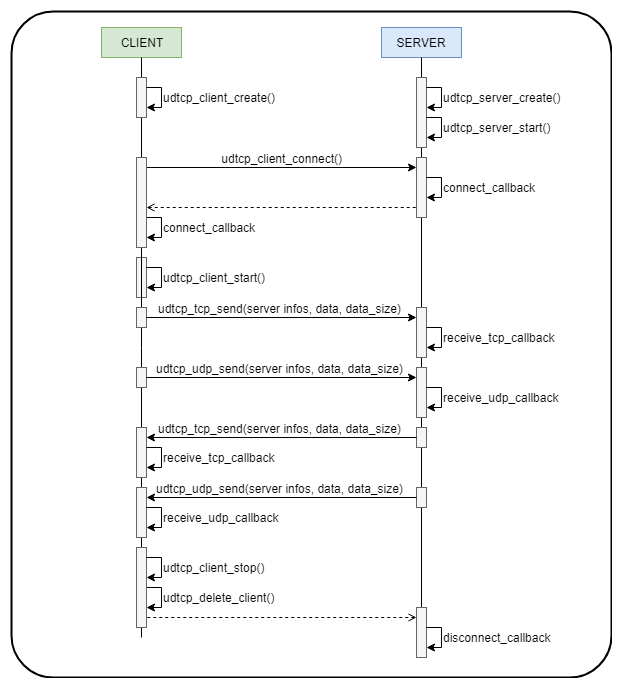 CLIENT
SERVER
udtcp_client_create()
udtcp_server_create()
udtcp_server_start()
udtcp_client_connect()
connect_callback
connect_callback
udtcp_client_start()
udtcp_tcp_send(server infos, data, data_size)
receive_tcp_callback
udtcp_udp_send(server infos, data, data_size)
receive_udp_callback
udtcp_tcp_send(server infos, data, data_size)
receive_tcp_callback
udtcp_udp_send(server infos, data, data_size)
receive_udp_callback
udtcp_client_stop()
udtcp_delete_client()
disconnect_callback